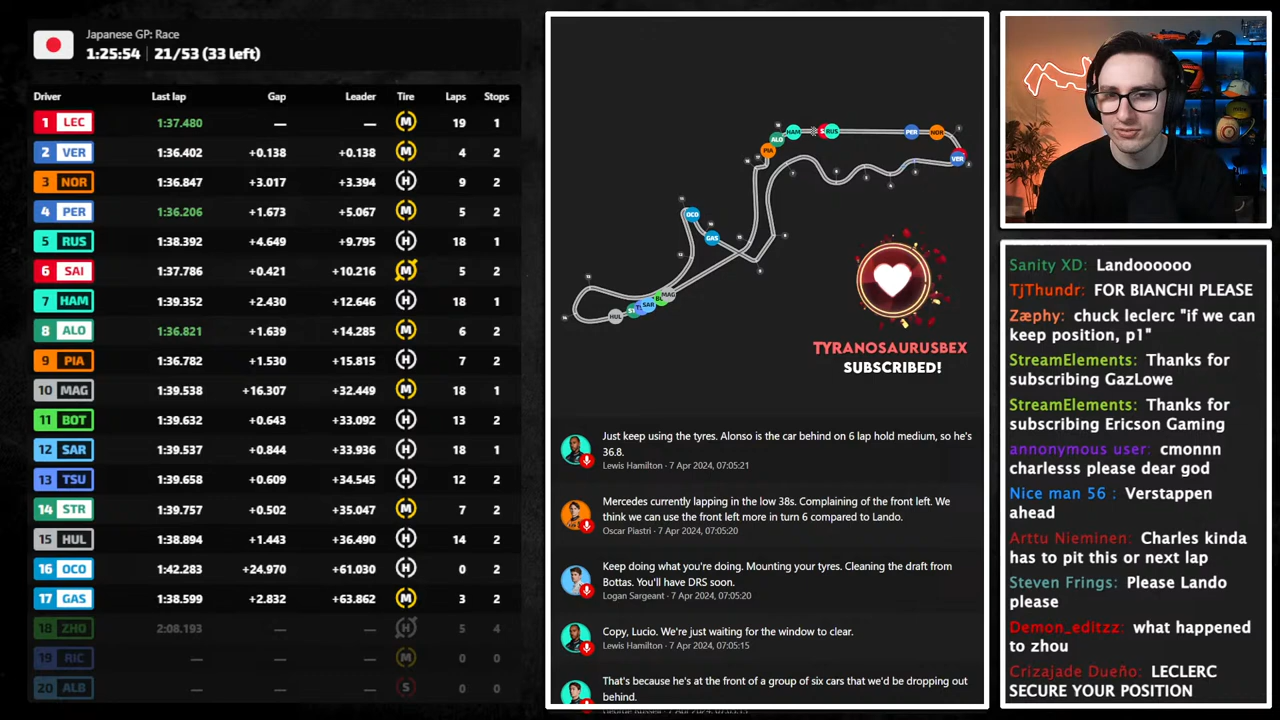 Japanese GP: Race
1:25:54 | 21/53 (33 left)
Driver Last lap Gap Leader Tire Laps Stops
1 LEC 1:37.480 — — M 19 1
2 VER 1:36.402 +0.138 +0.138 M 4 2
3 NOR 1:36.847 +3.017 +3.394 H 9 2
4 PER 1:36.206 +1.673 +5.067 M 5 2
5 RUS 1:38.392 +4.649 +9.795 H 18 1
6 SAI 1:37.786 +0.421 +10.216 M 5 2
7 HAM 1:39.352 +2.430 +12.646 H 18 1
8 ALO 1:36.821 +1.639 +14.285 M 6 2
9 PIA 1:36.782 +1.530 +15.815 H 7 2
10 MAG 1:39.538 +16.307 +32.449 M 18 1
11 BOT 1:39.632 +0.643 +33.092 H 13 2
12 SAR 1:39.537 +0.844 +33.936 H 18 1
13 TSU 1:39.658 +0.609 +34.545 H 12 2
14 STR 1:39.757 +0.502 +35.047 M 7 2
15 HUL 1:38.894 +1.443 +36.490 H 14 2
16 OCO 1:42.283 +24.970 +61.030 H 0 2
17 GAS 1:38.599 +2.832 +63.862 M 3 2
18 ZHO 2:08.193 — — H 5
19 RIC — — — M 0 0
20 ALB — — — S 0 0
HAM RUS PER NOR
ALO
PIA
VER
OCO
GAS
MAG
SAR
HUL
TYRANOSAURUSBEX
SUBSCRIBED!
Just keep using the tyres. Alonso is the car behind on 6 lap hold medium, so he's
36.8.
Lewis Hamilton · 7 Apr 2024, 07:05:21
Mercedes currently lapping in the low 38s. Complaining of the front left. We
think we can use the front left more in turn 6 compared to Lando.
Oscar Piastri · 7 Apr 2024, 07:05:20
Keep doing what you're doing. Mounting your tyres. Cleaning the draft from
Bottas. You'll have DRS soon.
Logan Sargeant · 7 Apr 2024, 07:05:20
Copy, Lucio. We're just waiting for the window to clear.
Lewis Hamilton · 7 Apr 2024, 07:05:15
That's because he's at the front of a group of six cars that we'd be dropping out
behind.
Sanity XD: Landoooooo
TjThundr: FOR BIANCHI PLEASE
Zæphy: chuck leclerc "if we can
keep position, p1"
StreamElements: Thanks for
subscribing GazLowe
StreamElements: Thanks for
subscribing Ericson Gaming
annonymous user: cmonnn
charlesss please dear god
Nice man 56 : Verstappen
ahead
Arttu Nieminen: Charles kinda
has to pit this or next lap
Steven Frings: Please Lando
please
Demon_editzz: what happened
to zhou
Crizajade Dueño: LECLERC
SECURE YOUR POSITION